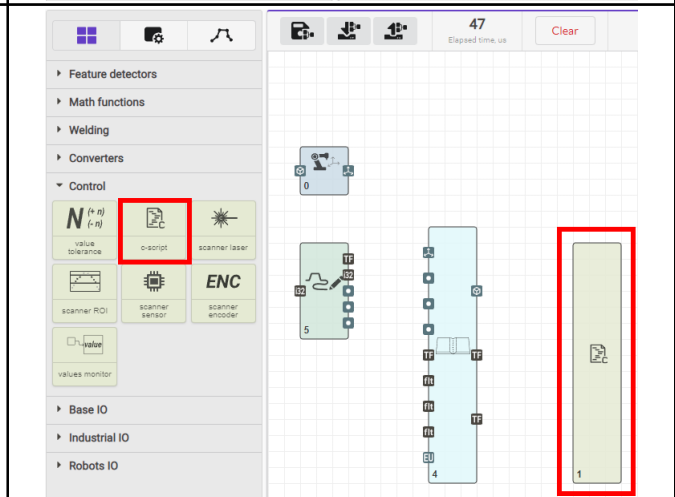 47
Elapsed time, us
Clear
Feature detectors
Math functions
Welding
Converters
Control
N (+ n) (- n)
value tolerance
C
c-script
scanner laser
scanner ROI
scanner sensor
ENC
scanner encoder
value
values monitor
Base IO
Industrial IO
Robots IO
0
TF
I32
I32
5
TF
TF
flt
flt
TF
flt
EU
4
C
1